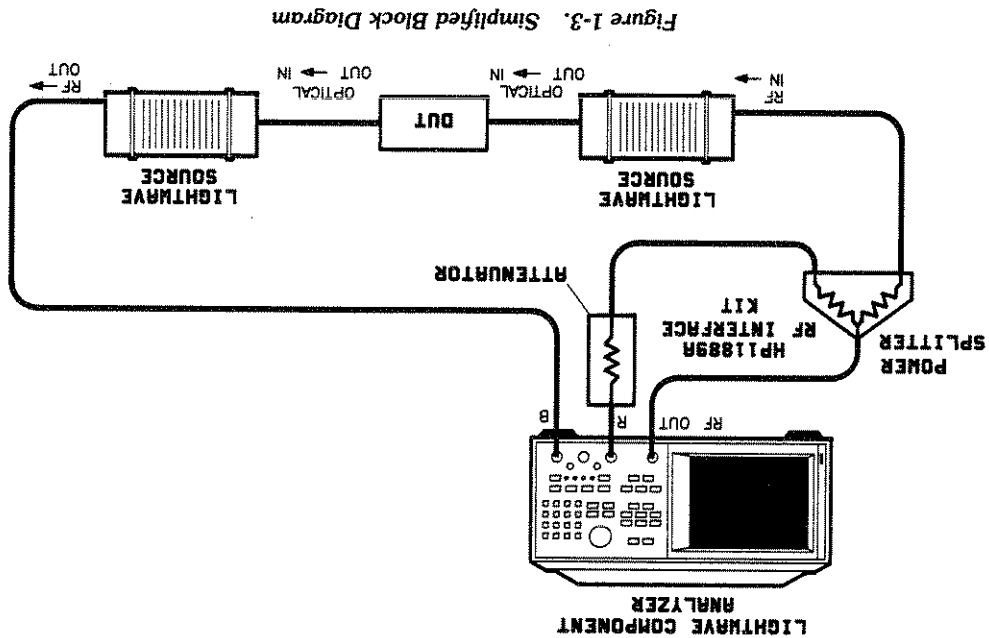 LIGHTWAVE COMPONENT
ANALYZER
RF OUT
R
B
POWER
SPLITTER
HP11889A
RF INTERFACE
KIT
ATTENUATOR
LIGHTWAVE
SOURCE
LIGHTWAVE
SOURCE
DUT
RF →
IN
OPTICAL
OUT → IN
OPTICAL
OUT → IN
RF →
OUT
Figure 1-3. Simplified Block Diagram